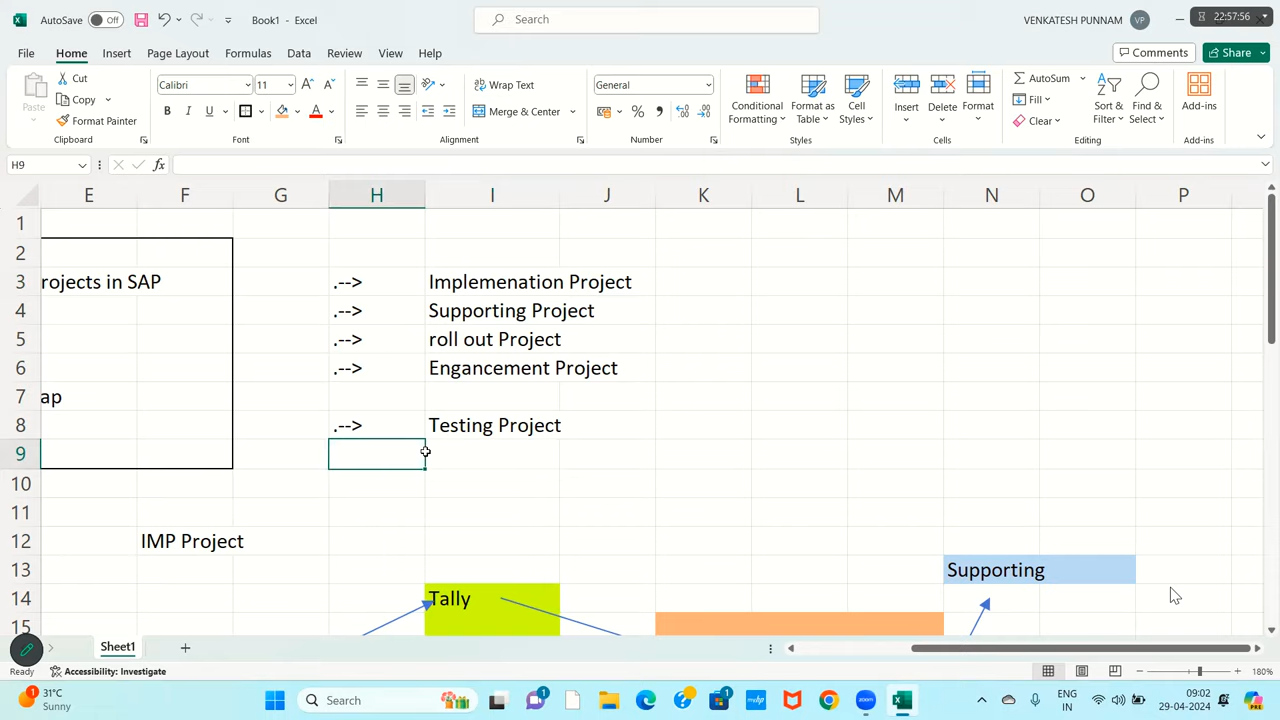 AutoSave Off Book1 - Excel Search VENKATESH PUNNAM VP 22:57:56
File Home Insert Page Layout Formulas Data Review View Help Comments Share
Paste Cut Copy Format Painter Clipboard
Calibri 11 B I U Font
Wrap Text Merge & Center Alignment
General Number
Conditional Formatting Format as Table Cell Styles Styles
Insert Delete Format Cells
AutoSum Fill Clear Sort & Filter Find & Select Editing
Add-ins Add-ins
H9 fx
E F G H I J K L M N O P
1
2
3 rojects in SAP .--> Implemenation Project
4 .--> Supporting Project
5 .--> roll out Project
6 .--> Engancement Project
7 ap
8 .--> Testing Project
9
10
11
12 IMP Project
13 Supporting
14 Tally
15
Sheet1
Ready Accessibility: Investigate 180%
31°C Sunny Search ENG IN 09:02 29-04-2024